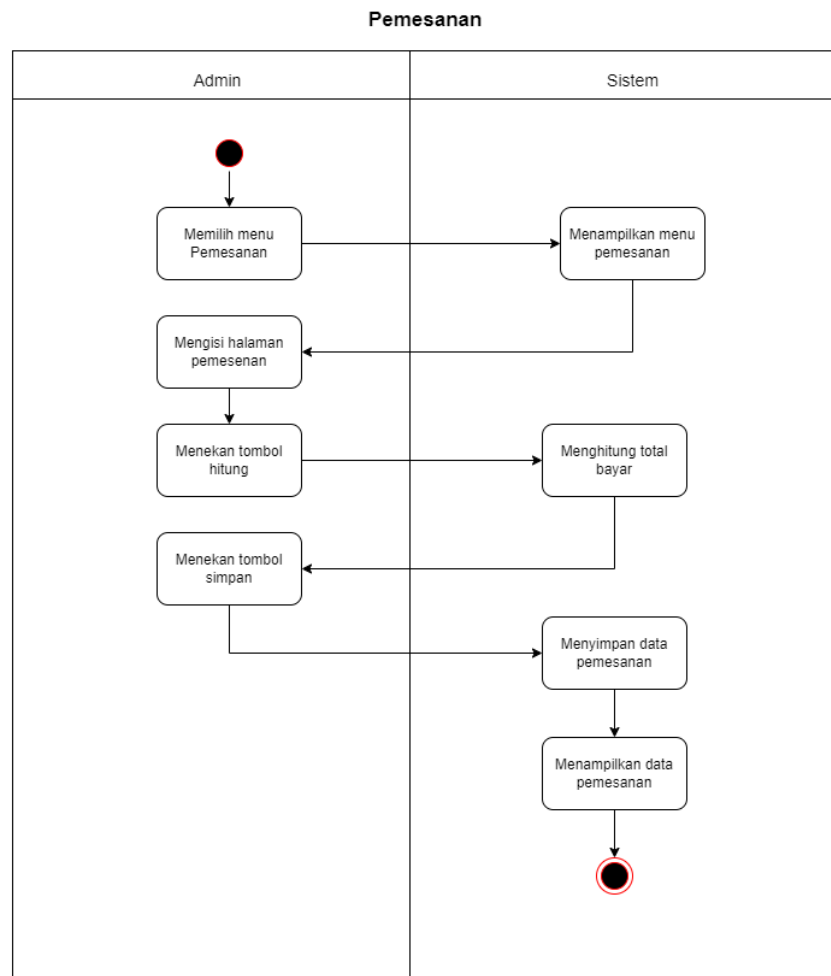 Pemesanan
Admin
Sistem
Memilih menu
Pemesanan
Menampilkan menu
pemesanan
Mengisi halaman
pemesenan
Menekan tombol
hitung
Menghitung total
bayar
Menekan tombol
simpan
Menyimpan data
pemesanan
Menampilkan data
pemesanan